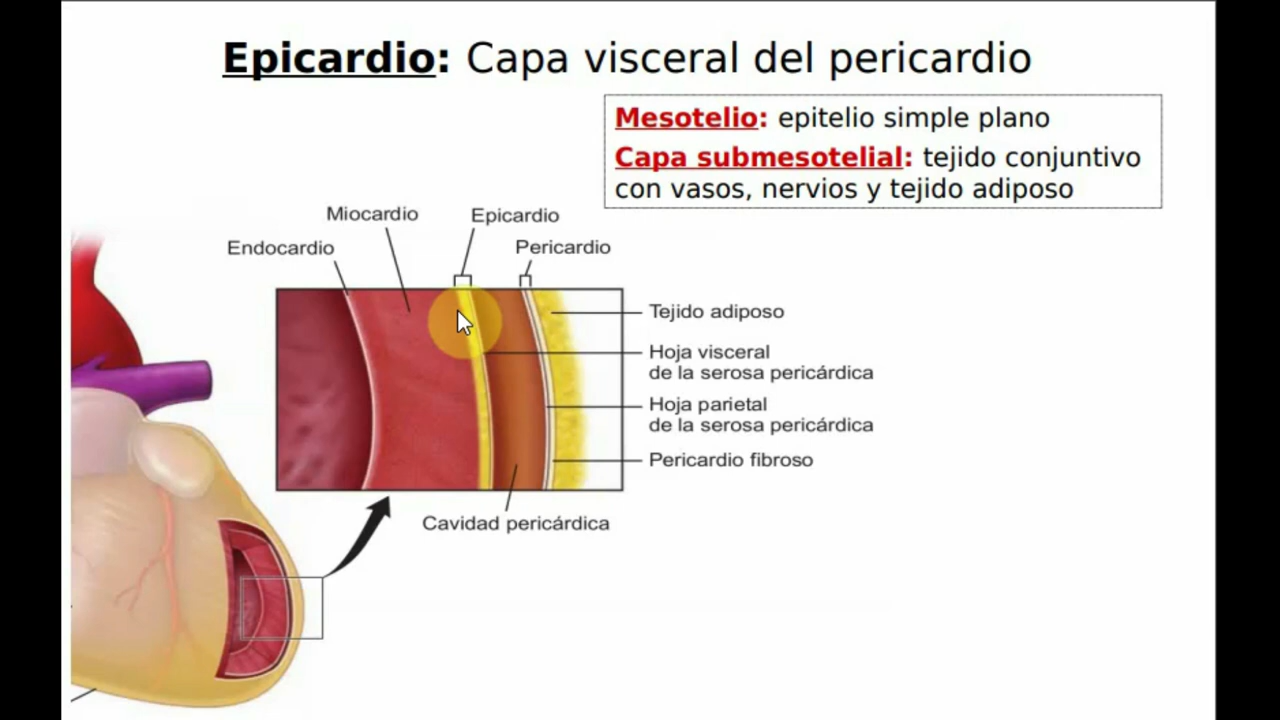 Epicardio: Capa visceral del pericardio
Mesotelio: epitelio simple plano
Capa submesotelial: tejido conjuntivo
con vasos, nervios y tejido adiposo
Miocardio
Epicardio
Endocardio
Pericardio
Tejido adiposo
Hoja visceral
de la serosa pericárdica
Hoja parietal
de la serosa pericárdica
Pericardio fibroso
Cavidad pericárdica